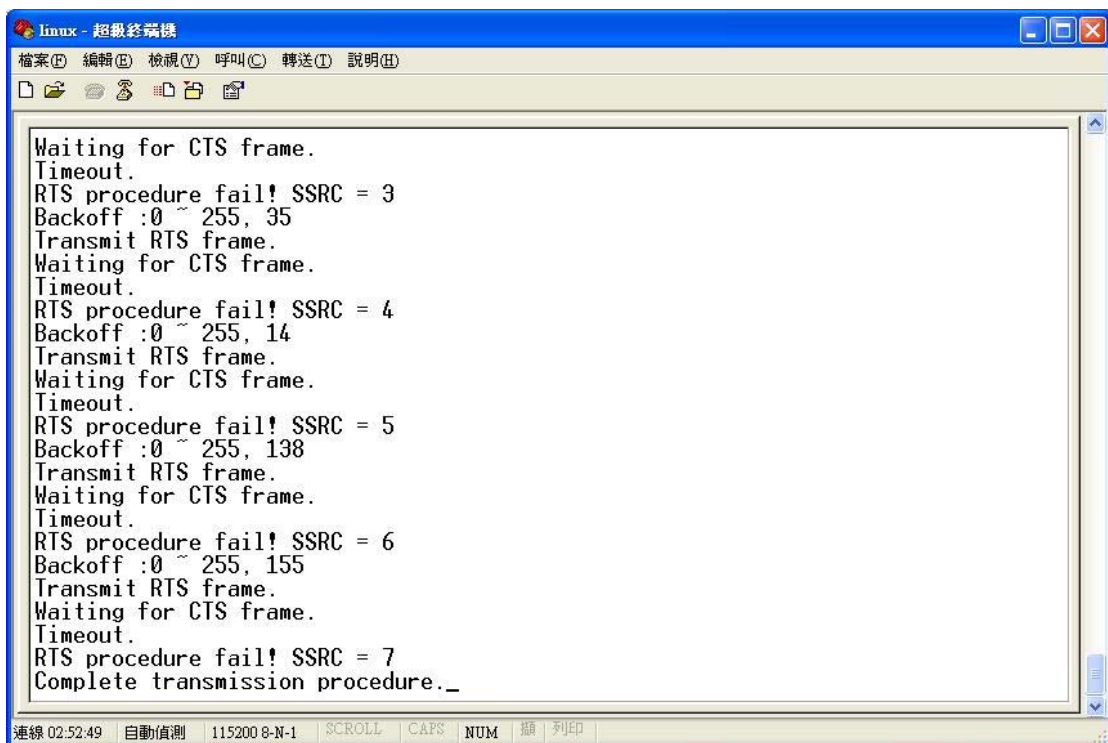 linux - 超級終端機
檔案(F) 編輯(E) 檢視(V) 呼叫(C) 轉送(T) 說明(H)
Waiting for CTS frame.
Timeout.
RTS procedure fail! SSRC = 3
Backoff :0 ~ 255, 35
Transmit RTS frame.
Waiting for CTS frame.
Timeout.
RTS procedure fail! SSRC = 4
Backoff :0 ~ 255, 14
Transmit RTS frame.
Waiting for CTS frame.
Timeout.
RTS procedure fail! SSRC = 5
Backoff :0 ~ 255, 138
Transmit RTS frame.
Waiting for CTS frame.
Timeout.
RTS procedure fail! SSRC = 6
Backoff :0 ~ 255, 155
Transmit RTS frame.
Waiting for CTS frame.
Timeout.
RTS procedure fail! SSRC = 7
Complete transmission procedure._
連線 02:52:49 自動偵測 115200 8-N-1 SCROLL CAPS NUM 擷 列印